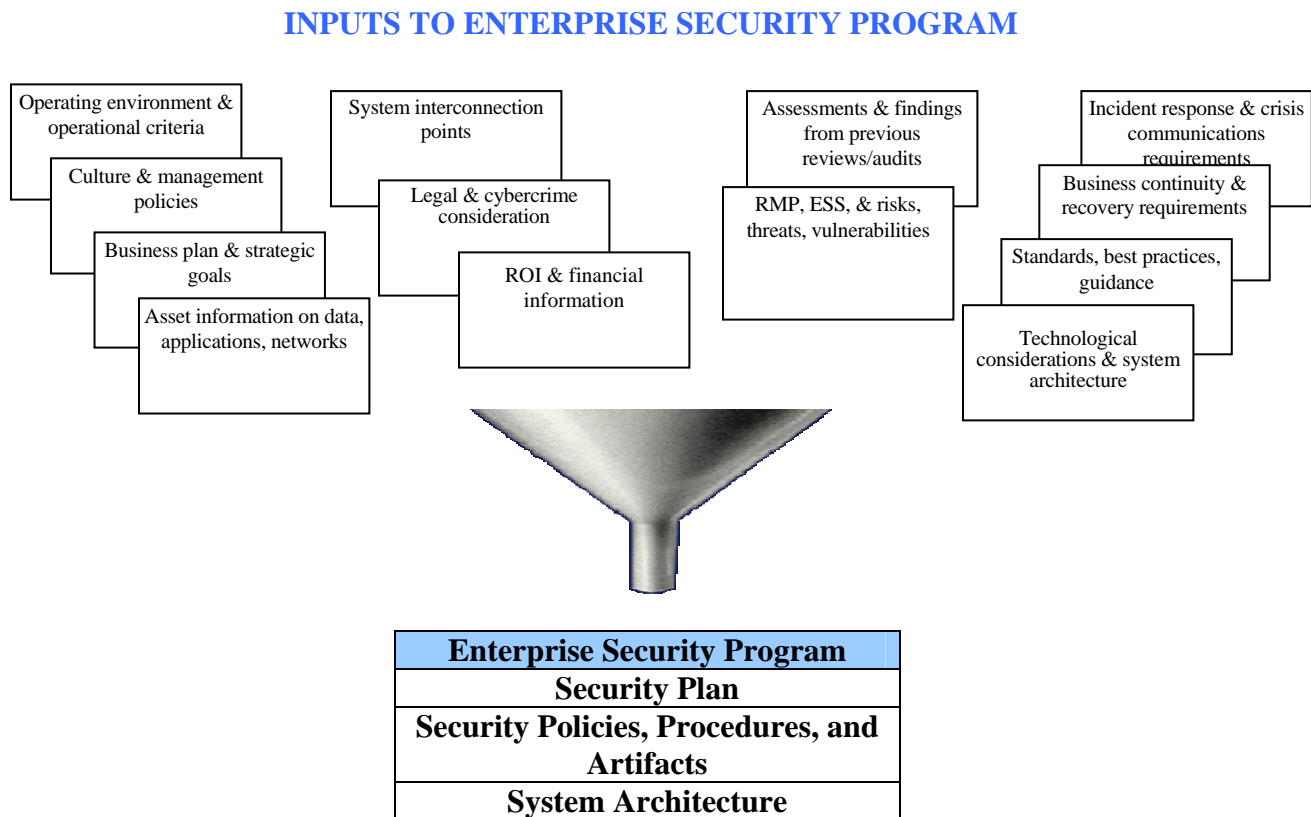 INPUTS TO ENTERPRISE SECURITY PROGRAM
Operating environment &
operational criteria
Culture & management
policies
Business plan & strategic
goals
Asset information on data,
applications, networks
System interconnection
points
Legal & cybercrime
consideration
ROI & financial
information
Assessments & findings
from previous
reviews/audits
RMP, ESS, & risks,
threats, vulnerabilities
Incident response & crisis
communications
requirements
Business continuity &
recovery requirements
Standards, best practices,
guidance
Technological
considerations & system
architecture
Enterprise Security Program
Security Plan
Security Policies, Procedures, and
Artifacts
System Architecture